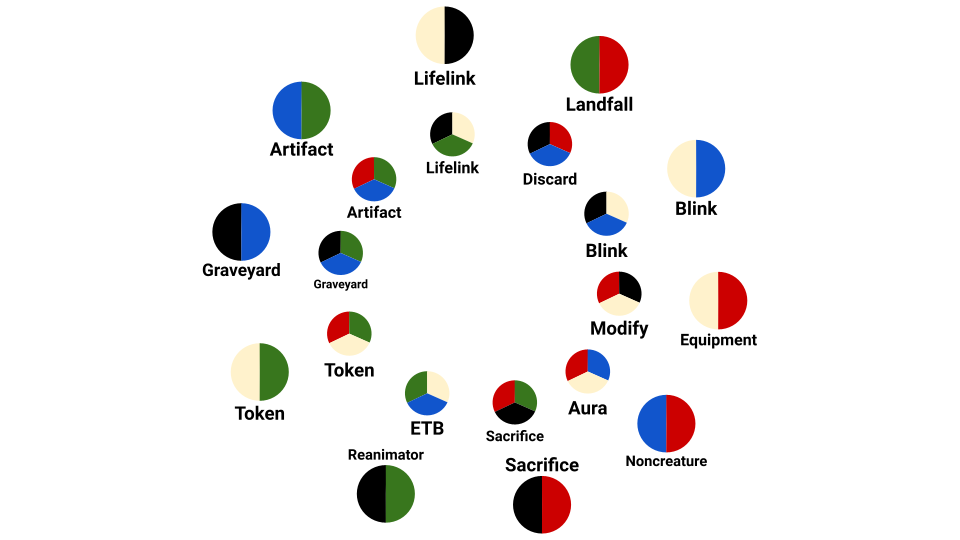 Lifelink
Landfall
Artifact
Lifelink
Discard
Blink
Artifact
Blink
Graveyard
Graveyard
Modify
Equipment
Token
Token
Aura
ETB
Sacrifice
Reanimator
Sacrifice
Noncreature